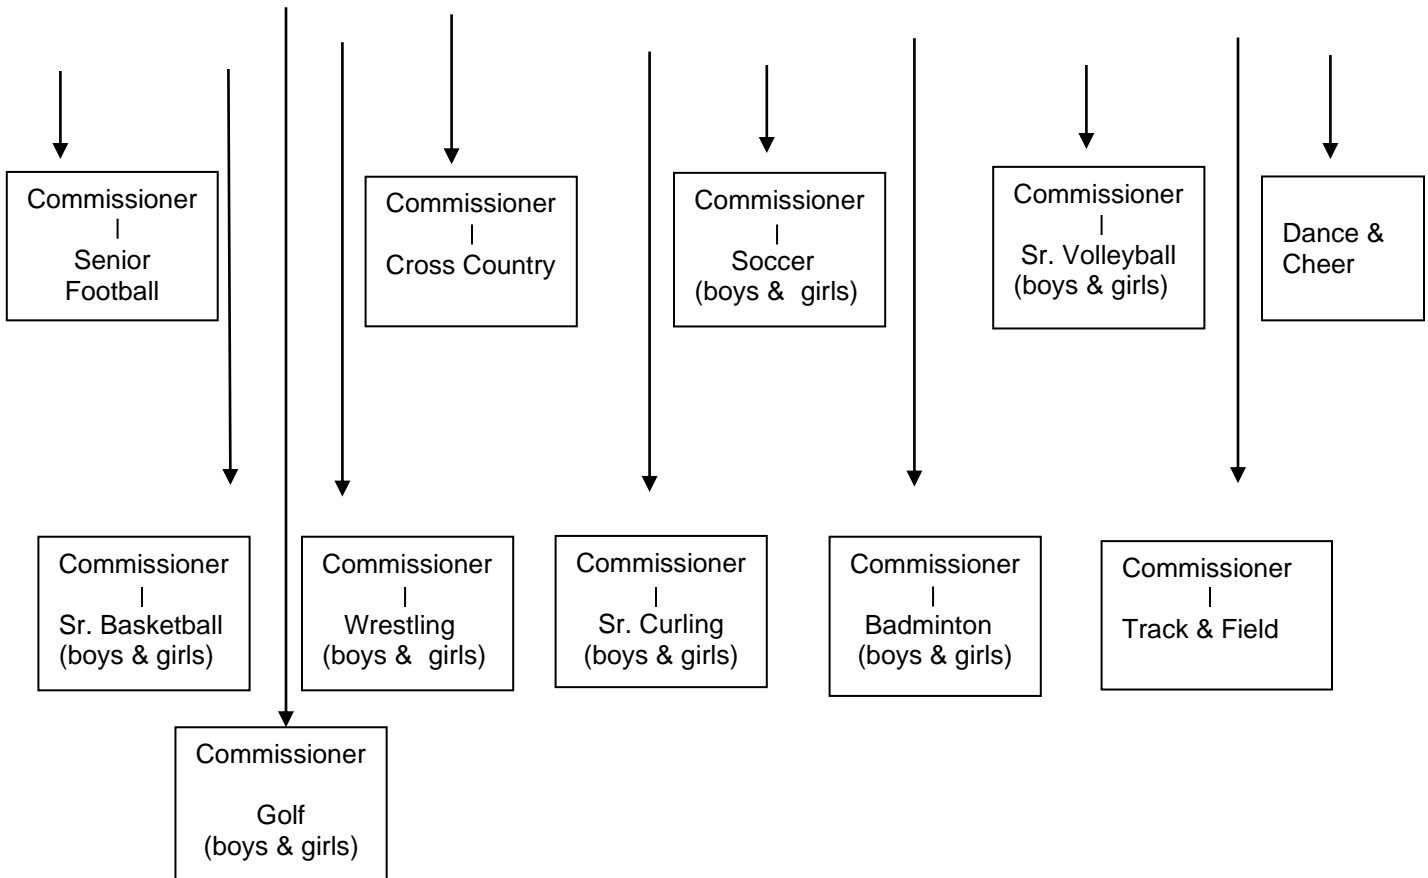 Commissioner
|
Senior
Football
Commissioner
|
Cross Country
Commissioner
|
Soccer
(boys &  girls)
Commissioner
|
Sr. Volleyball
(boys & girls)
Dance &
Cheer
Commissioner
|
Sr. Basketball
(boys & girls)
Commissioner
|
Wrestling
(boys &  girls)
Commissioner
|
Sr. Curling
(boys & girls)
Commissioner
|
Badminton
(boys & girls)
Commissioner
|
Track & Field
Commissioner
Golf
(boys & girls)